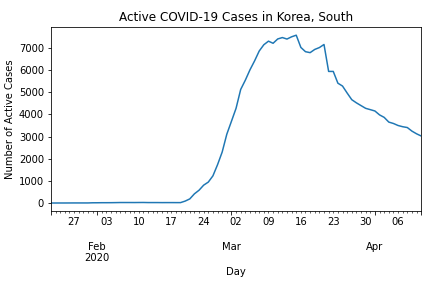 Active COVID-19 Cases in Korea, South
Number of Active Cases
7000
6000
5000
4000
3000
2000
1000
0
27 03 10 17 24 02 09 16 23 30 06
Feb Mar Apr
2020
Day